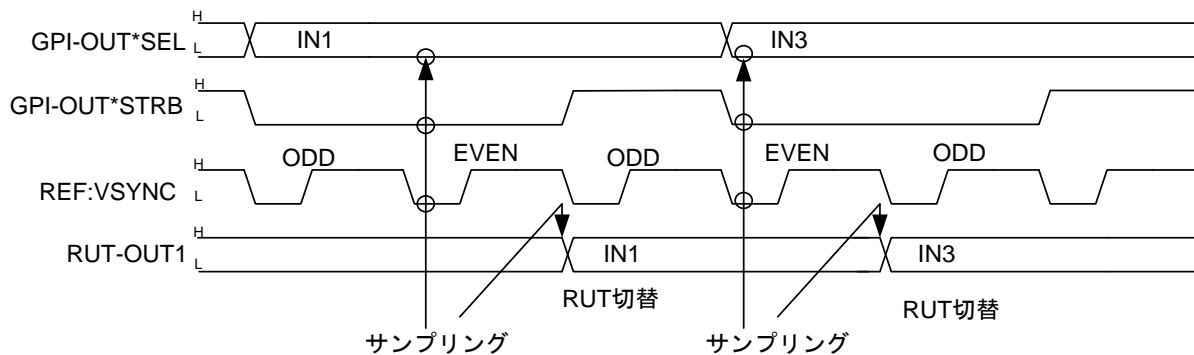 H
GPI-OUT*SEL L IN1 IN3
H
GPI-OUT*STRB L
H ODD EVEN ODD EVEN ODD
REF:VSYNC L
H
RUT-OUT1 L IN1 IN3
RUT切替 RUT切替
サンプリング サンプリング